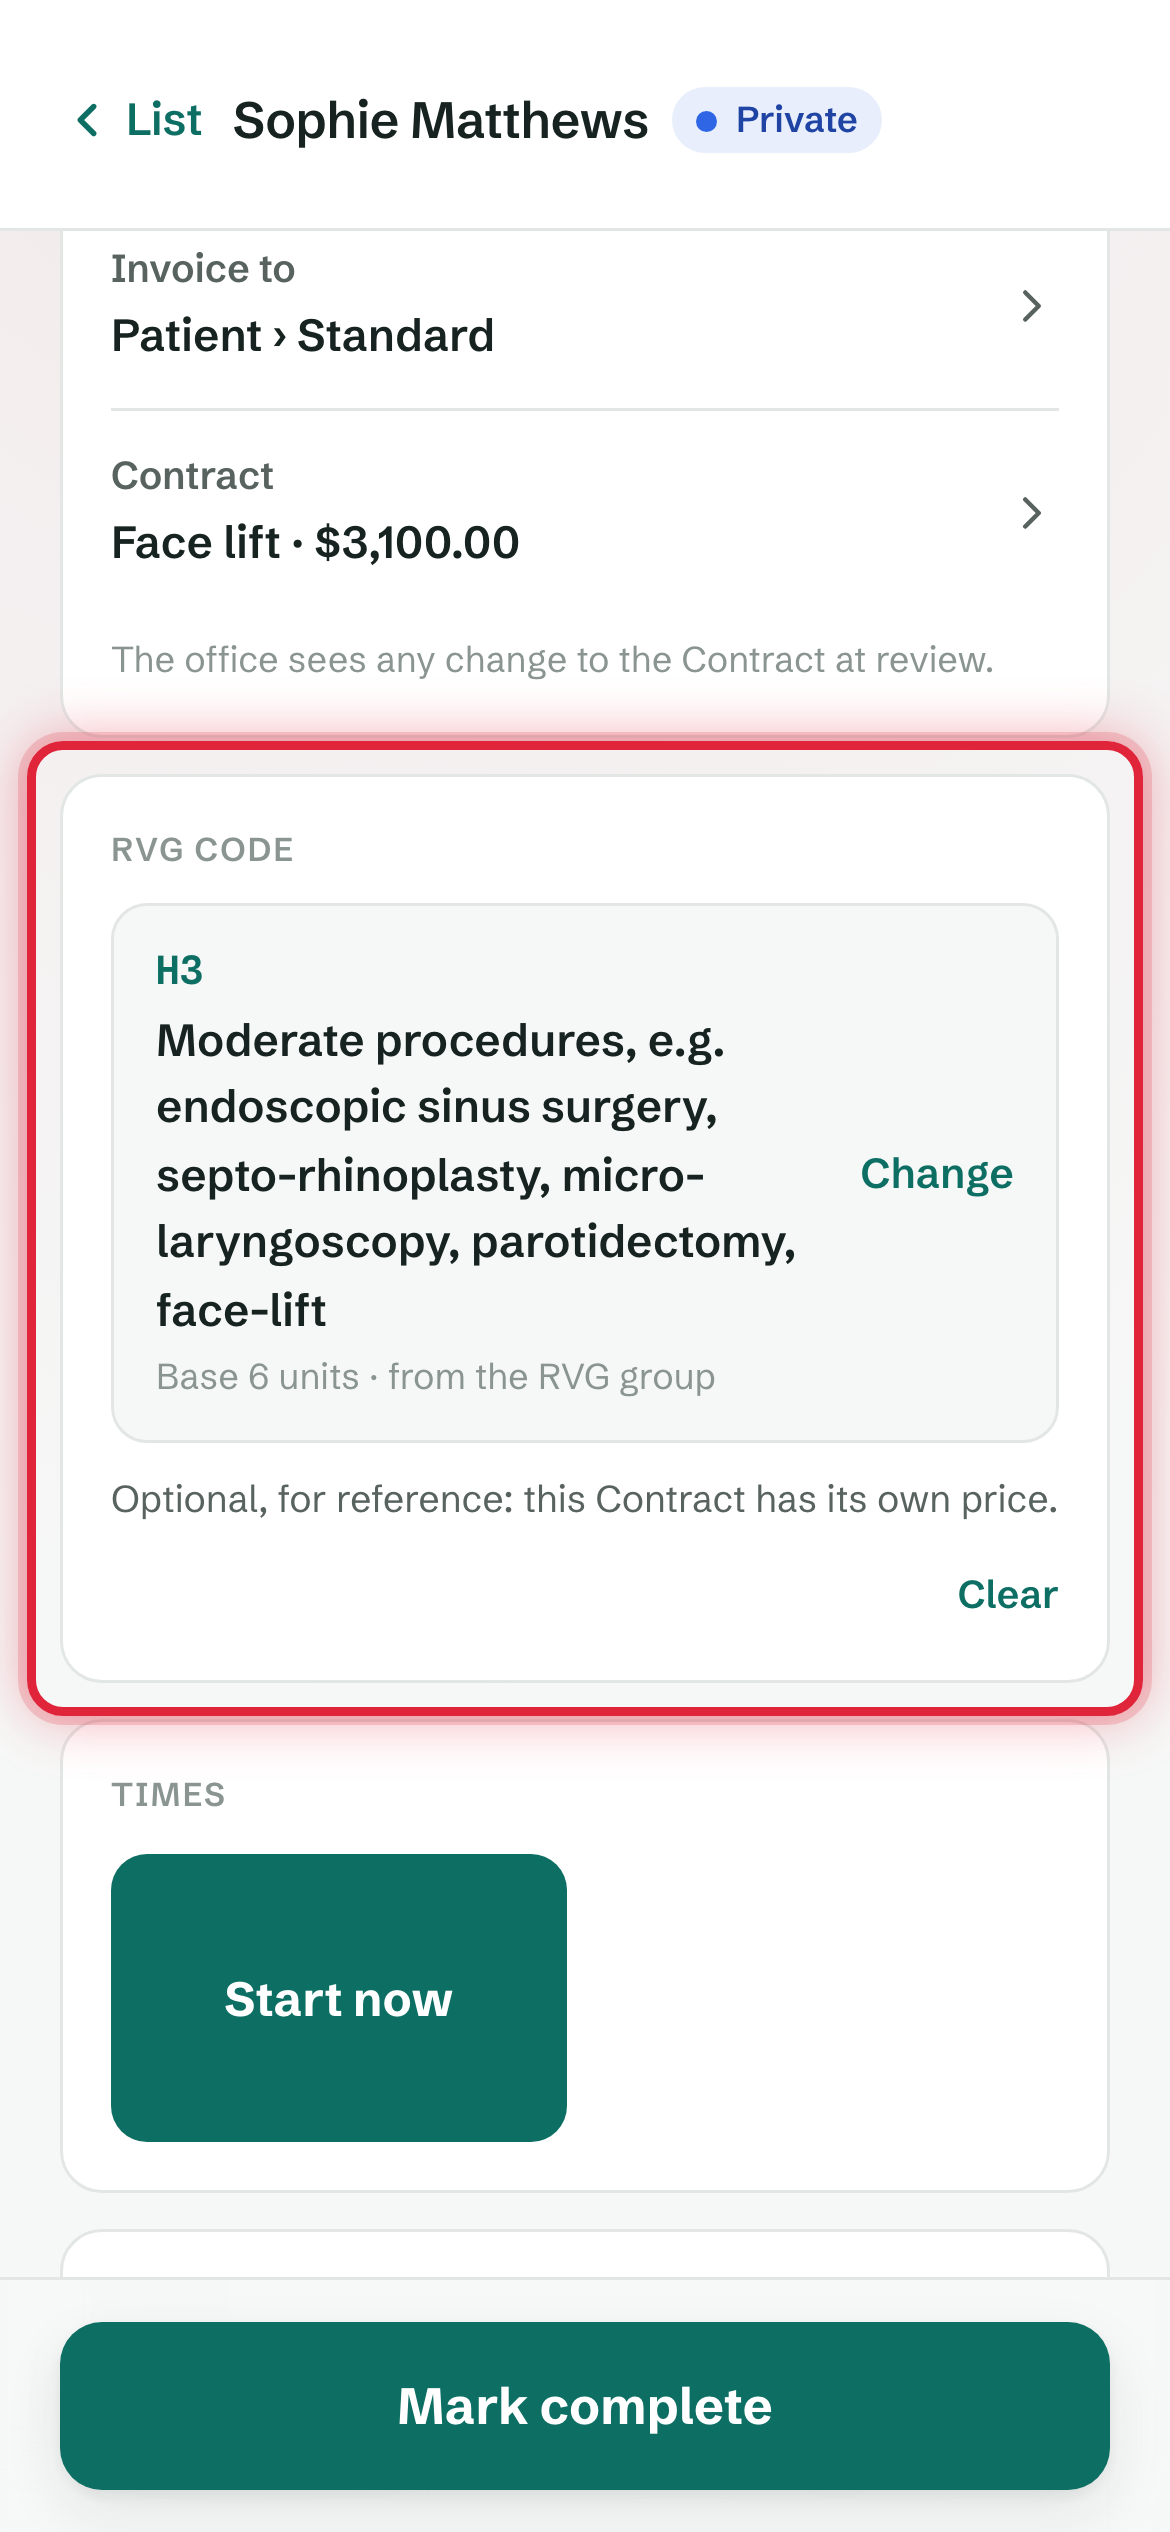 List Sophie Matthews Private
Invoice to
Patient › Standard
Contract
Face lift · $3,100.00
The office sees any change to the Contract at review.
RVG CODE
H3
Moderate procedures, e.g.
endoscopic sinus surgery,
septo-rhinoplasty, micro-
laryngoscopy, parotidectomy,
face-lift
Change
Base 6 units · from the RVG group
Optional, for reference: this Contract has its own price.
Clear
TIMES
Start now
Mark complete